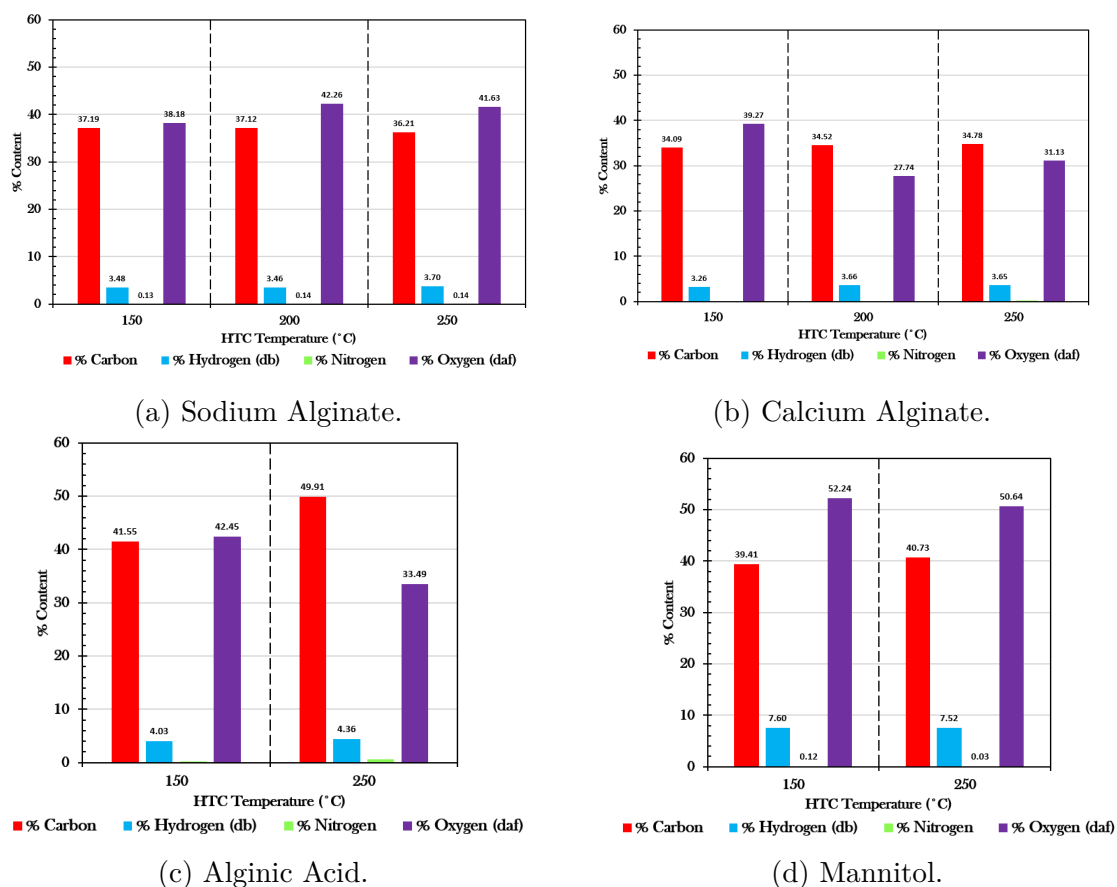 60
50
40
30
20
10
0
% Content
37.19
3.48
0.13
38.18
37.12
3.46
0.14
42.26
36.21
3.70
0.14
41.63
150
200
250
HTC Temperature (°C)
% Carbon
% Hydrogen (db)
% Nitrogen
% Oxygen (daf)
(a) Sodium Alginate.
60
50
40
30
20
10
0
% Content
34.09
3.26
39.27
34.52
3.66
27.74
34.78
3.65
31.13
150
200
250
HTC Temperature (°C)
% Carbon
% Hydrogen (db)
% Nitrogen
% Oxygen (daf)
(b) Calcium Alginate.
60
50
40
30
20
10
0
% Content
41.55
4.03
42.45
49.91
4.36
33.49
150
250
HTC Temperature (°C)
% Carbon
% Hydrogen (db)
% Nitrogen
% Oxygen (daf)
(c) Alginic Acid.
60
50
40
30
20
10
0
% Content
39.41
7.60
0.12
52.24
40.73
7.52
0.03
50.64
150
250
HTC Temperature (°C)
% Carbon
% Hydrogen (db)
% Nitrogen
% Oxygen (daf)
(d) Mannitol.